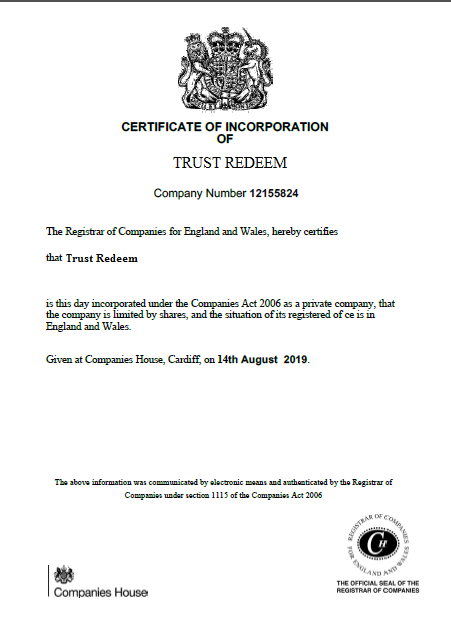 CERTIFICATE OF INCORPORATION
OF
TRUST REDEEM
Company Number 12155824
The Registrar of Companies for England and Wales, hereby certifies
that Trust Redeem
is this day incorporated under the Companies Act 2006 as a private company, that
the company is limited by shares, and the situation of its registered of ce is in
England and Wales.
Given at Companies House, Cardiff, on 14th August 2019.
The above information was communicated by electronic means and authenticated by the Registrar of
Companies under section 1115 of the Companies Act 2006
REGISTRAR OF COMPANIES
FOR ENGLAND AND WALES
CH
Companies House
THE OFFICIAL SEAL OF THE
REGISTRAR OF COMPANIES